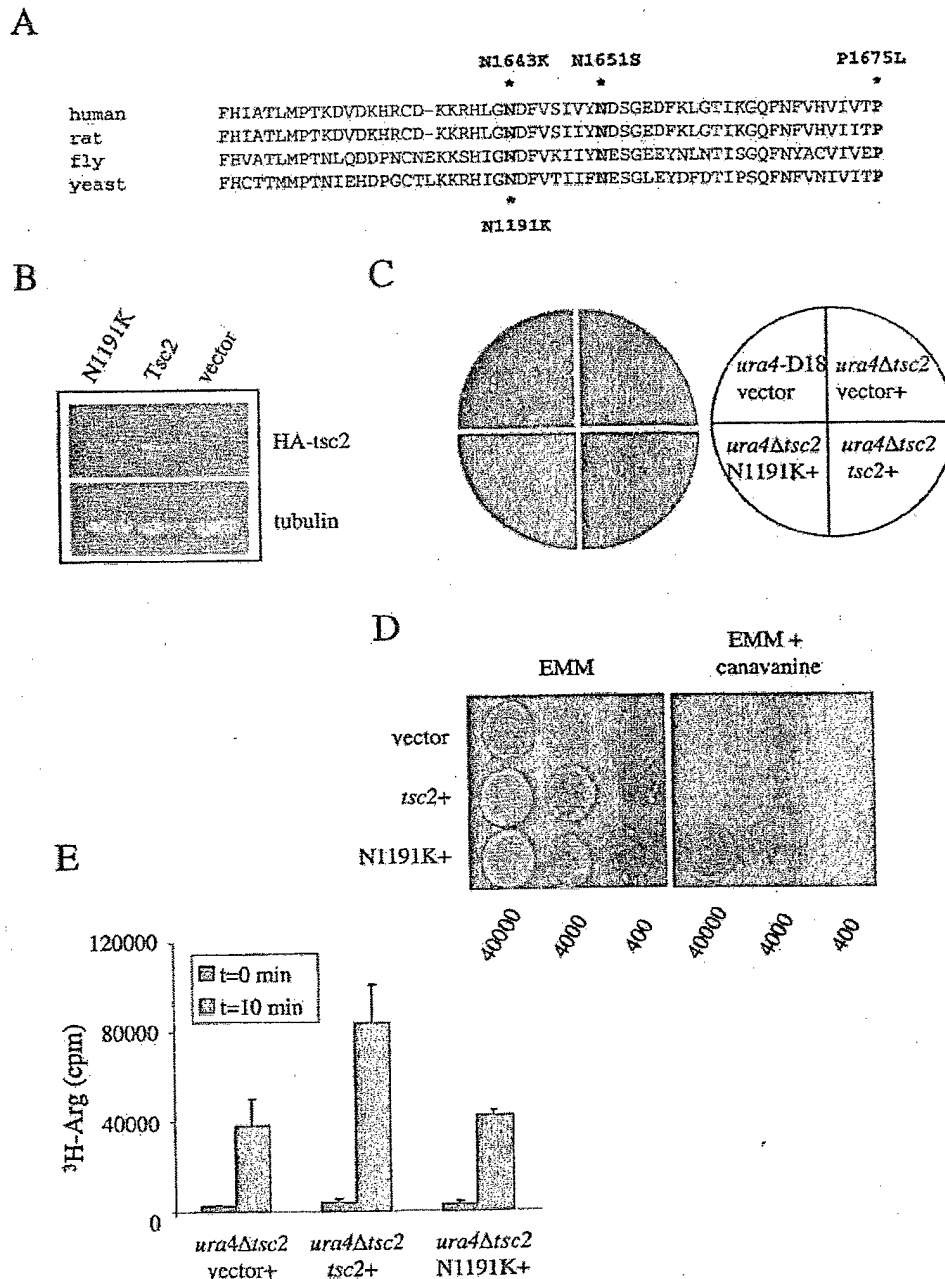 A
N1643K N1651S P1675L
* * *
human FHIATLMPTKDVDKHRCD-KKRHLGNDFVSIVYNDSGEDFKLGTIKGQFNFVHVIVTP
rat FHIATLMPTKDVDKHRCD-KKRHLGNDFVSIIYNDSGEDFKLGTIKGQFNFVHVIITP
fly FHVATLMPTNLQDDPNCNEKKSHIGNDFVKIIYNESGEEYNLNTISGQFNYACVIVEP
yeast FHCTTMMPTNIEHDPGCTLKKRHIGNDFVTIIFNESGLEYDFDTIPSQFNFVNIVITP
*
N1191K
B
N1191K Tsc2 vector
HA-tsc2
tubulin
C
ura4-D18 vector
ura4Δtsc2 vector+
ura4Δtsc2 N1191K+
ura4Δtsc2 tsc2+
D
EMM
EMM + canavanine
vector
tsc2+
N1191K+
40000 4000 400 40000 4000 400
E
³H-Arg (cpm)
120000
80000
40000
0
t=0 min
t=10 min
ura4Δtsc2 vector+
ura4Δtsc2 tsc2+
ura4Δtsc2 N1191K+